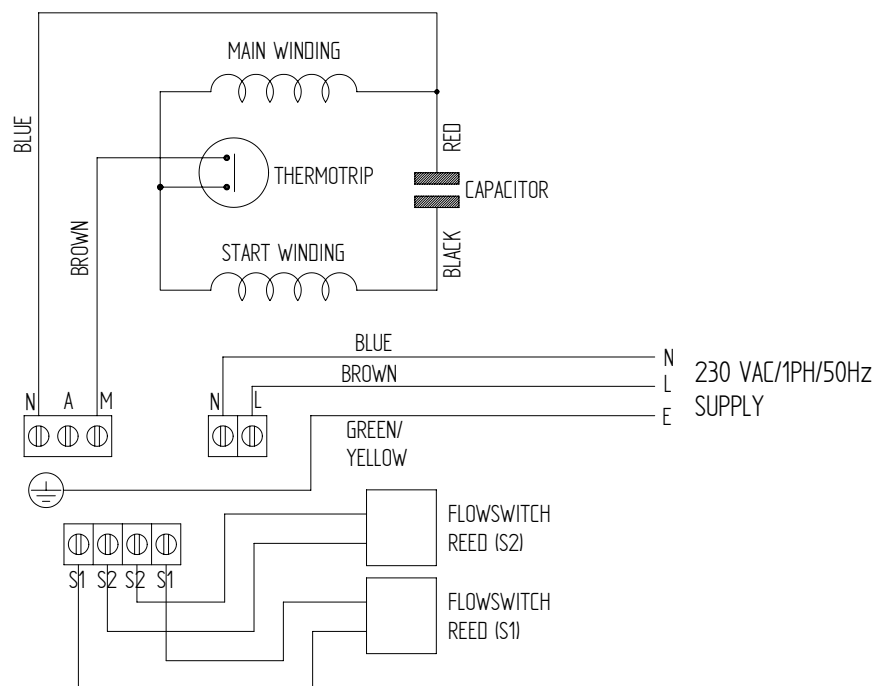 MAIN WINDING
BLUE
RED
THERMOTRIP
CAPACITOR
BROWN
START WINDING
BLACK
BLUE
N
BROWN
L
230 VAC/1PH/50Hz
SUPPLY
N A M
N L
E
GREEN/
YELLOW
FLOWSWITCH
REED (S2)
S1 S2 S2 S1
FLOWSWITCH
REED (S1)